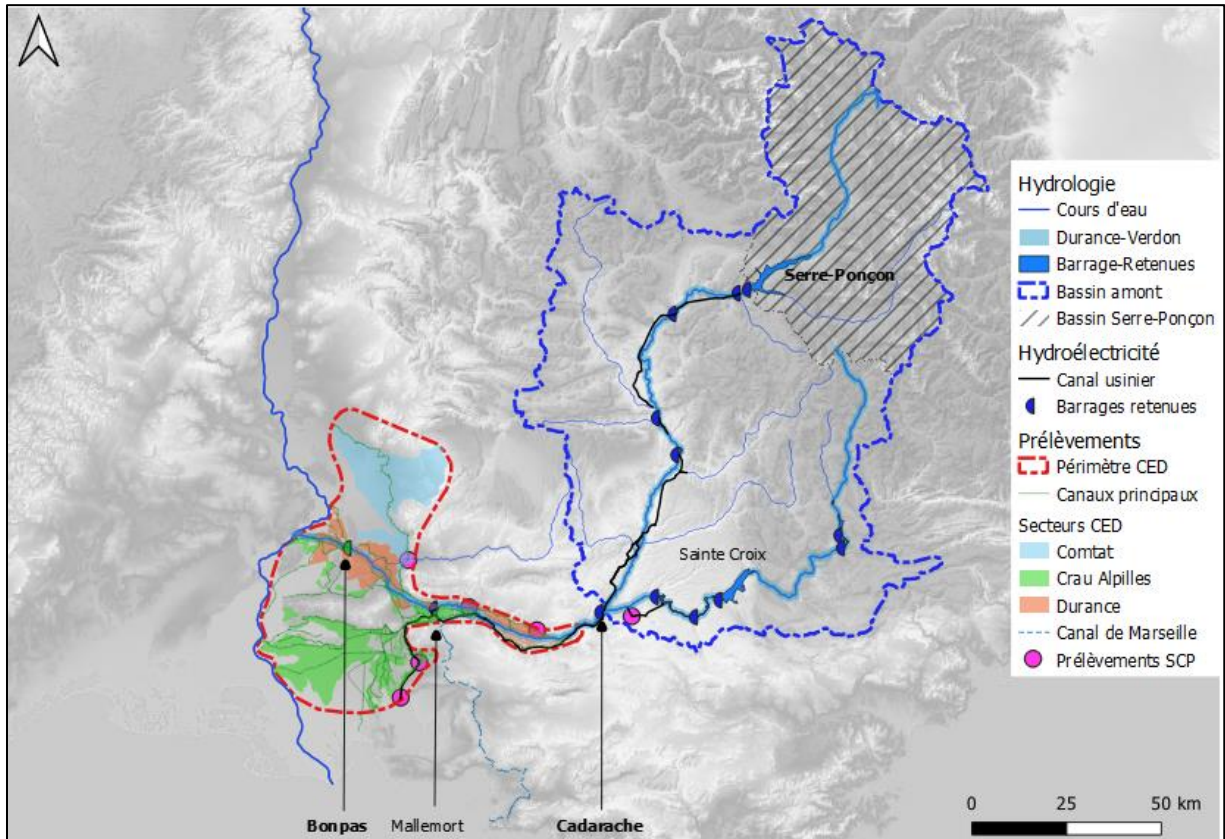 Serre-Ponçon
Sainte Croix
Bonpas
Mallemort
Cadarache
Hydrologie
Cours d'eau
Durance-Verdon
Barrage-Retenues
Bassin amont
Bassin Serre-Ponçon
Hydroélectricité
Canal usinier
Barrages retenues
Prélèvements
Périmètre CED
Canaux principaux
Secteurs CED
Comtat
Crau Alpilles
Durance
Canal de Marseille
Prélèvements SCP
0 25 50 km